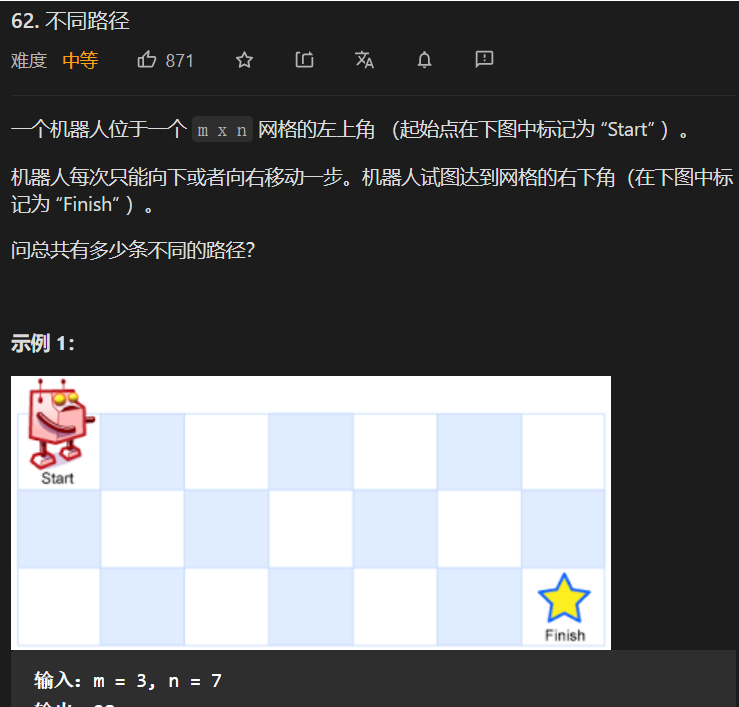 62. 不同路径
难度 中等 871
一个机器人位于一个 m x n 网格的左上角 （起始点在下图中标记为 “Start” ）。
机器人每次只能向下或者向右移动一步。机器人试图达到网格的右下角（在下图中标
记为 “Finish” ）。
问总共有多少条不同的路径？
示例 1：
Start
Finish
输入：m = 3, n = 7